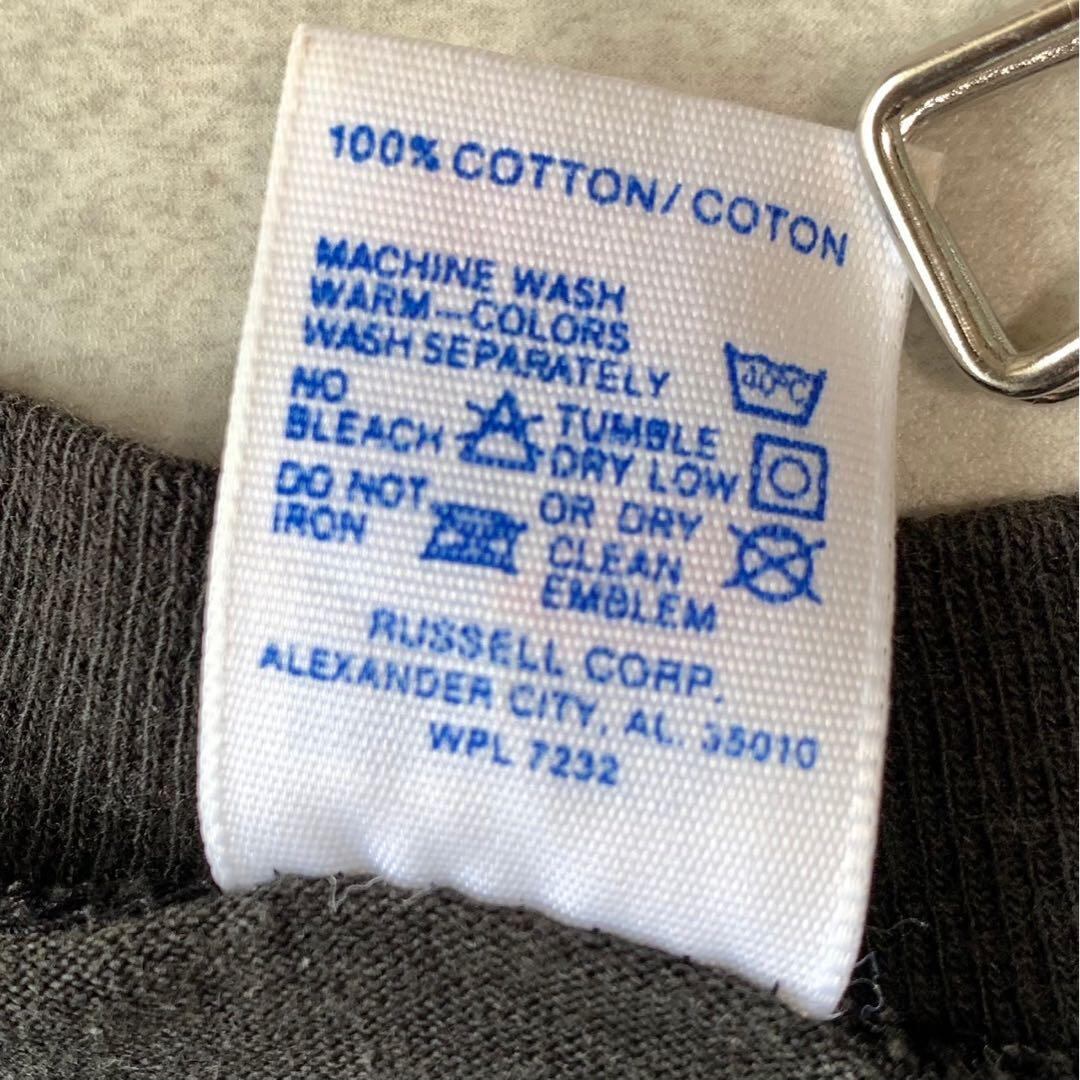 100% COTTON/ COTON
MACHINE WASH
WARM—COLORS
WASH SEPARATELY
40°C
NO
BLEACH
TUMBLE
DRY LOW
DO NOT
IRON
OR DRY
CLEAN
EMBLEM
RUSSELL CORP.
ALEXANDER CITY, AL. 35010
WPL 7232